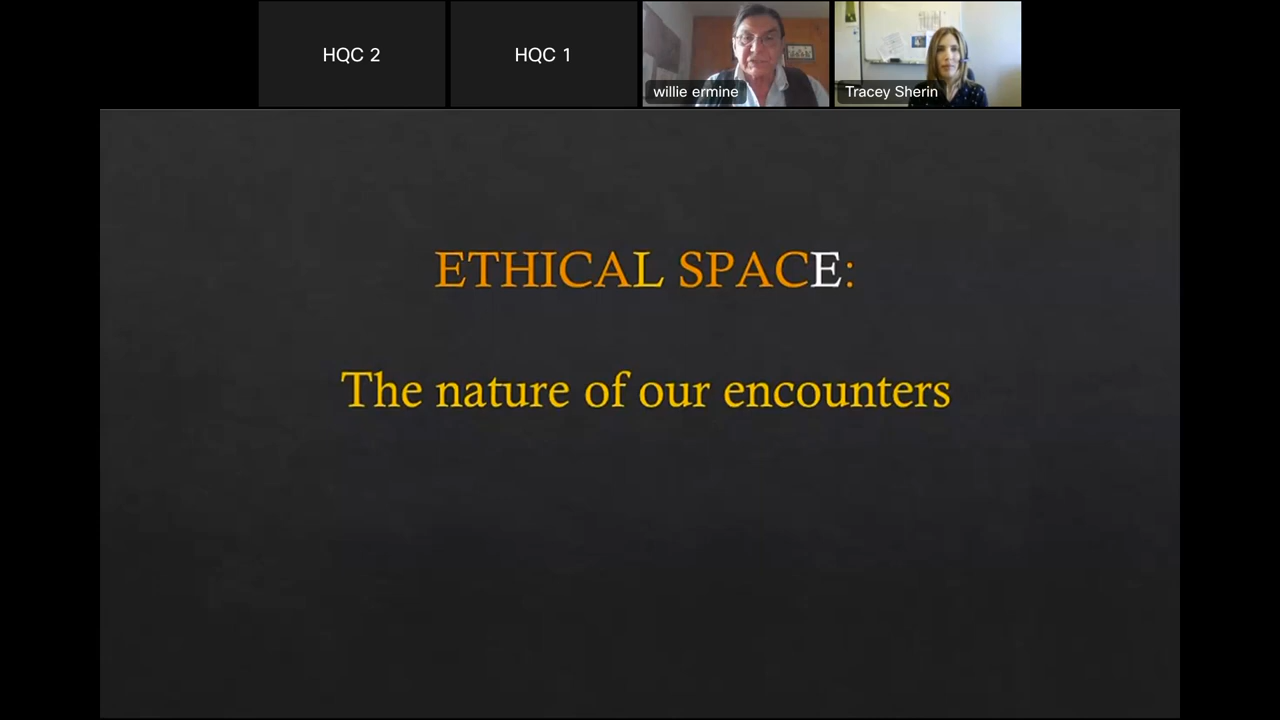 HQC 2
HQC 1
willie ermine
Tracey Sherin
ETHICAL SPACE:
The nature of our encounters